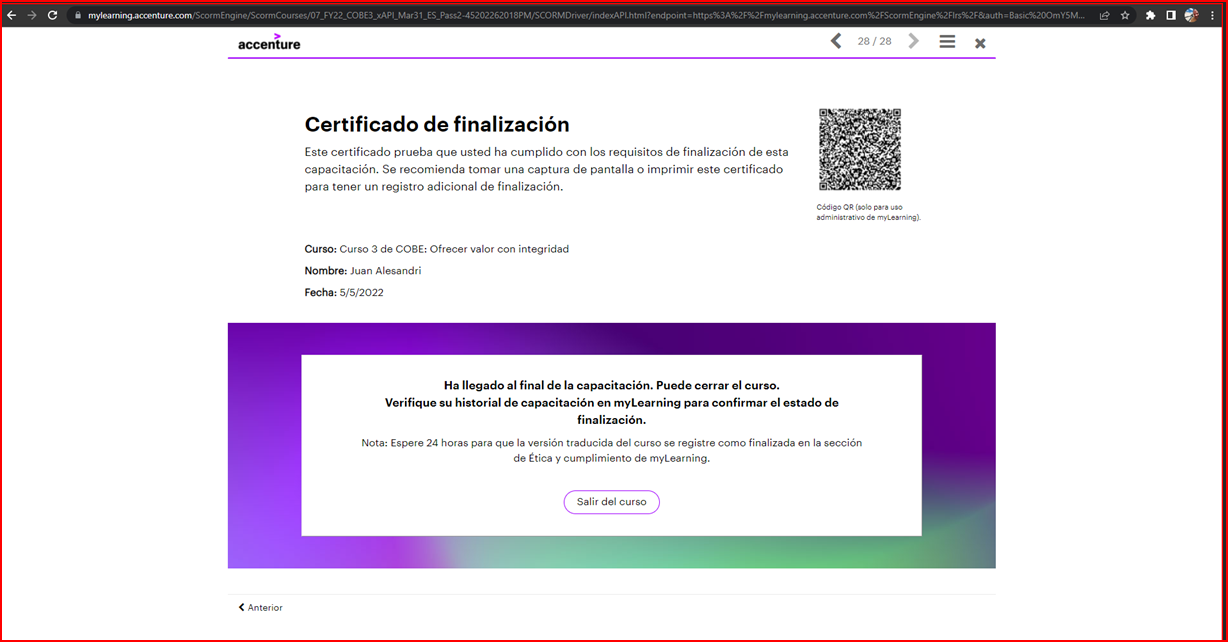 mylearning.accenture.com/ScormEngine/ScormCourses/07_FY22_COBE3_xAPI_Mar31_ES_Pass2-45202262018PM/SCORMDriver/indexAPI.html?endpoint=https%3A%2F%2Fmylearning.accenture.com%2FScormEngine%2Flrs%2F&auth=Basic%20OmY5M...
accenture
28 / 28
Certificado de finalización
Este certificado prueba que usted ha cumplido con los requisitos de finalización de esta
capacitación. Se recomienda tomar una captura de pantalla o imprimir este certificado
para tener un registro adicional de finalización.
Código QR (solo para uso
administrativo de myLearning).
Curso: Curso 3 de COBE: Ofrecer valor con integridad
Nombre: Juan Alesandri
Fecha: 5/5/2022
Ha llegado al final de la capacitación. Puede cerrar el curso.
Verifique su historial de capacitación en myLearning para confirmar el estado de
finalización.
Nota: Espere 24 horas para que la versión traducida del curso se registre como finalizada en la sección
de Ética y cumplimiento de myLearning.
Salir del curso
Anterior